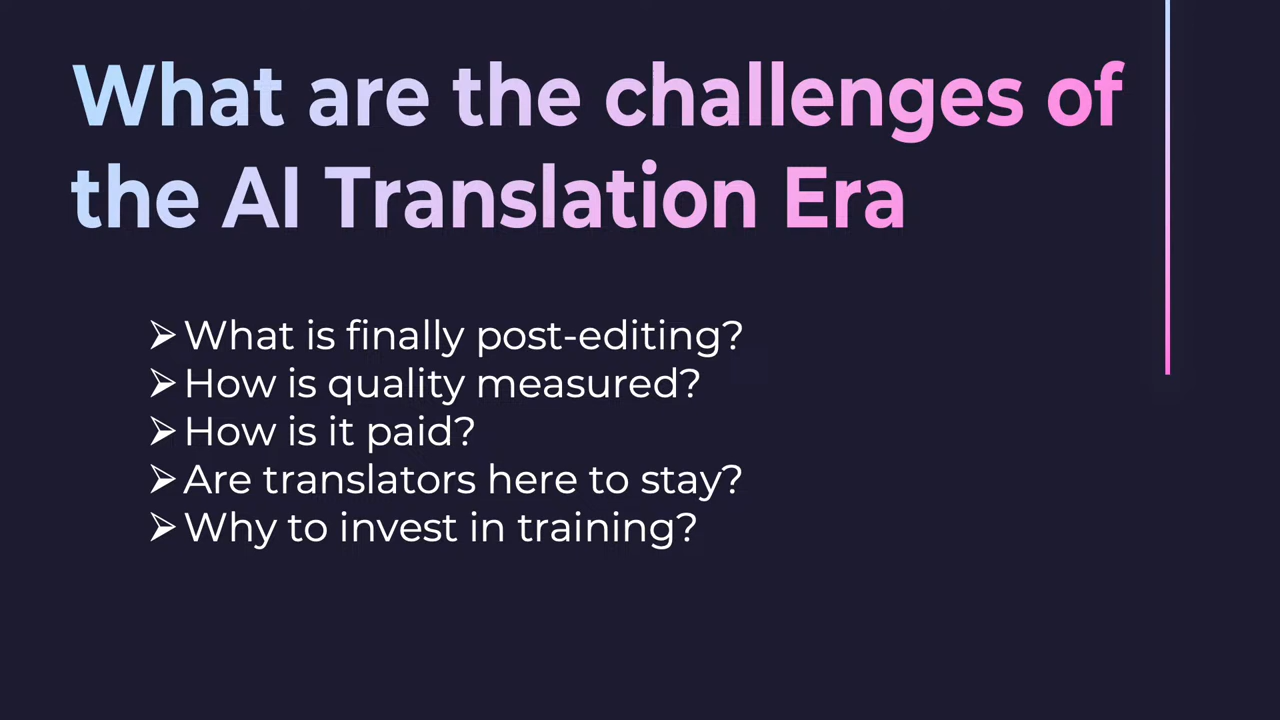 What are the challenges of
the AI Translation Era
➢What is finally post-editing?
➢How is quality measured?
➢How is it paid?
➢Are translators here to stay?
➢Why to invest in training?